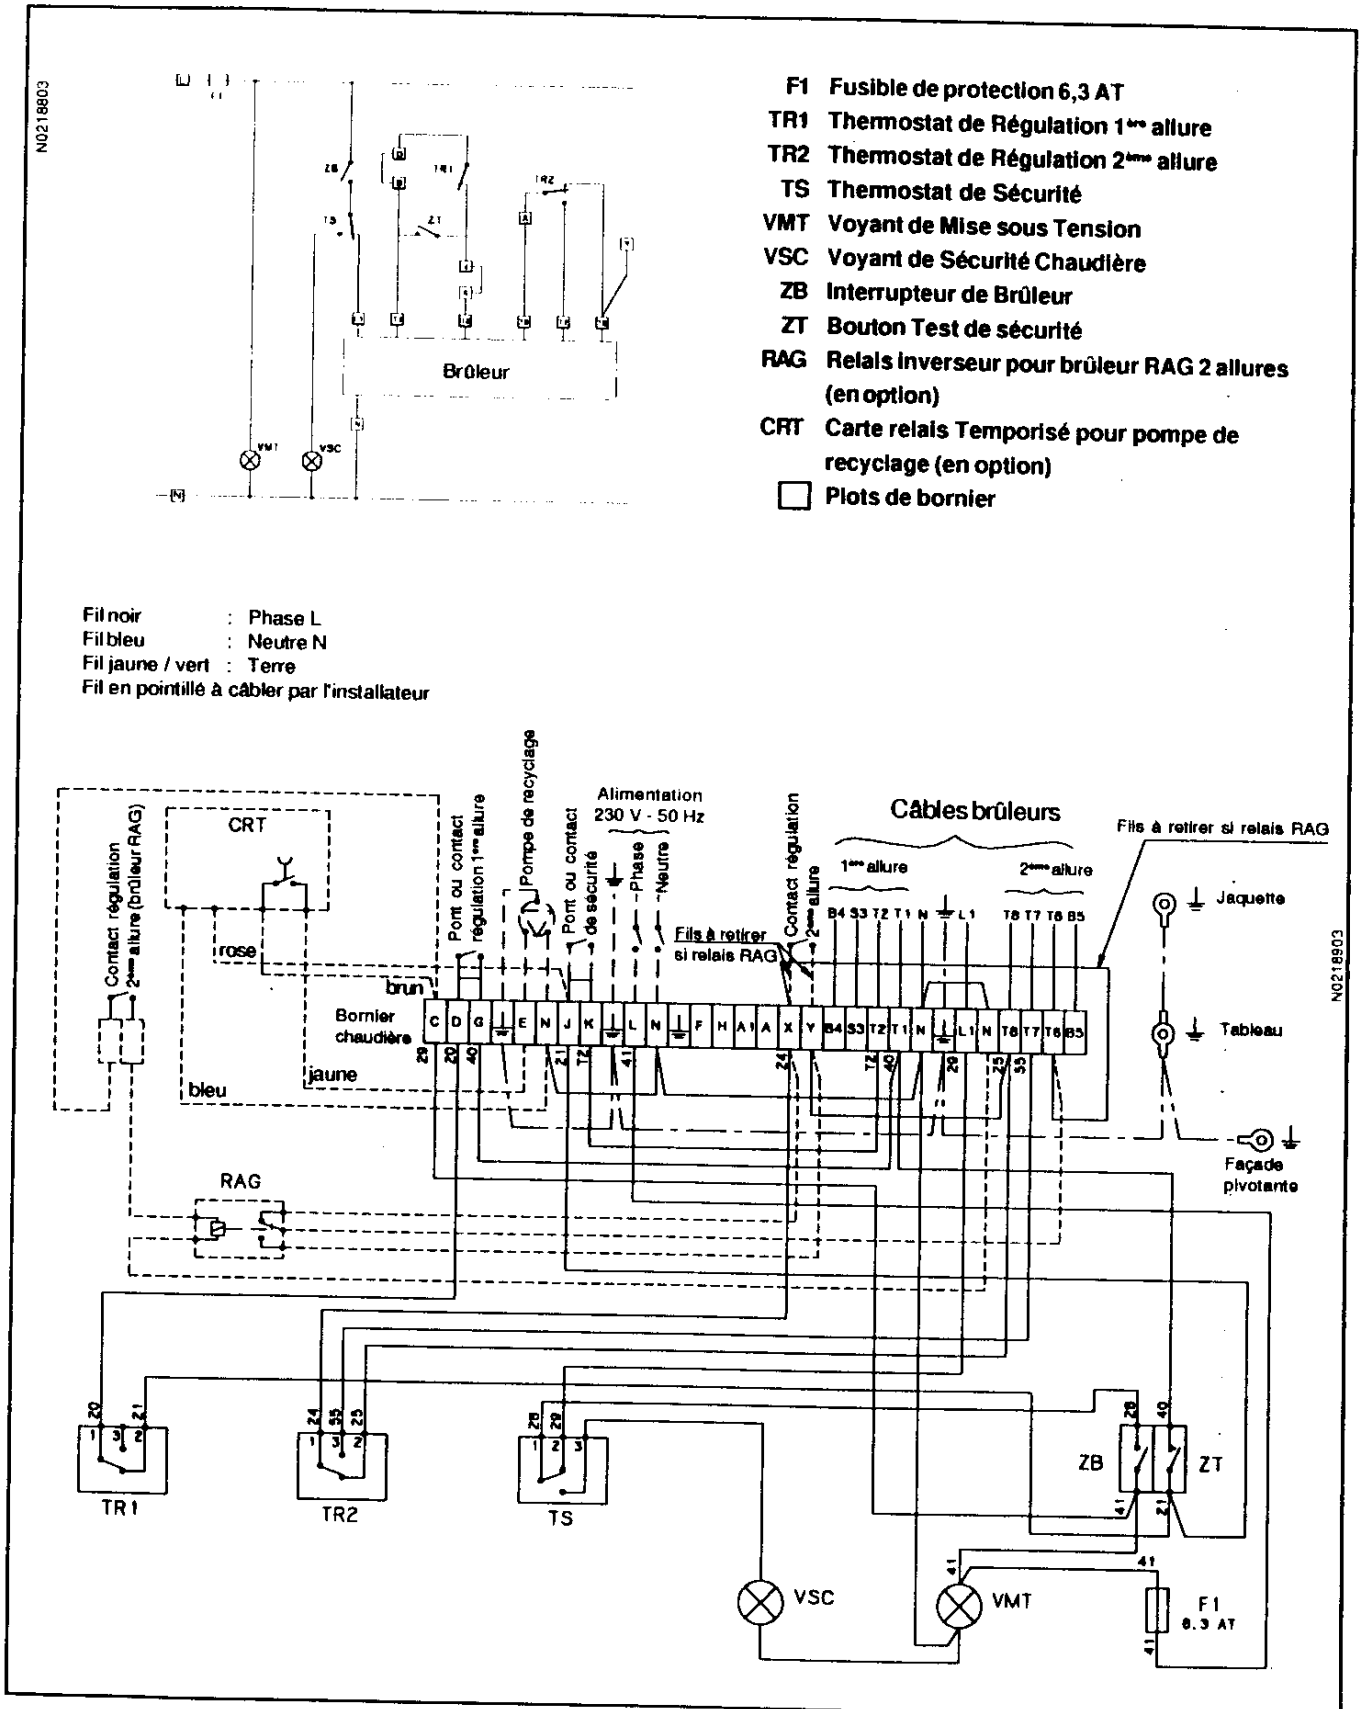 N0218803
L
ZB
TS
D
B
TR1
ZT
TR2
A
Y
Brûleur
N
VMT
VSC
N
F1 Fusible de protection 6,3 AT
TR1 Thermostat de Régulation 1ère allure
TR2 Thermostat de Régulation 2ème allure
TS Thermostat de Sécurité
VMT Voyant de Mise sous Tension
VSC Voyant de Sécurité Chaudière
ZB Interrupteur de Brûleur
ZT Bouton Test de sécurité
RAG Relais inverseur pour brûleur RAG 2 allures
(en option)
CRT Carte relais Temporisé pour pompe de
recyclage (en option)
Plots de bornier
Fil noir : Phase L
Fil bleu : Neutre N
Fil jaune / vert : Terre
Fil en pointillé à câbler par l'installateur
Contact régulation
2ème allure (brûleur RAG)
CRT
rose
brun
bleu
jaune
Pont ou contact
régulation 1ère allure
Pompe de recyclage
Pont ou contact
de sécurité
Alimentation
230 V - 50 Hz
Phase
Neutre
Fils à retirer
si relais RAG
Contact régulation
2ème allure
Câbles brûleurs
1ère allure
2ème allure
B4 S3 T2 T1 N L1 T8 T7 T6 B5
Fils à retirer si relais RAG
Jaquette
Tableau
Façade
pivotante
N0218903
Bornier
chaudière
C D G E N J K L N F H A1 A X Y B4 S3 T2 T1 N L1 N T8 T7 T6 B5
29 20 40 21 TZ 41 24 TZ 40 29 25 55
RAG
20 21
1 3 2
TR1
24 55 25
1 3 2
TR2
28 29
1 2 3
TS
28 40
ZB ZT
41 21
VSC
41
VMT
41
F1
6.3 AT
41